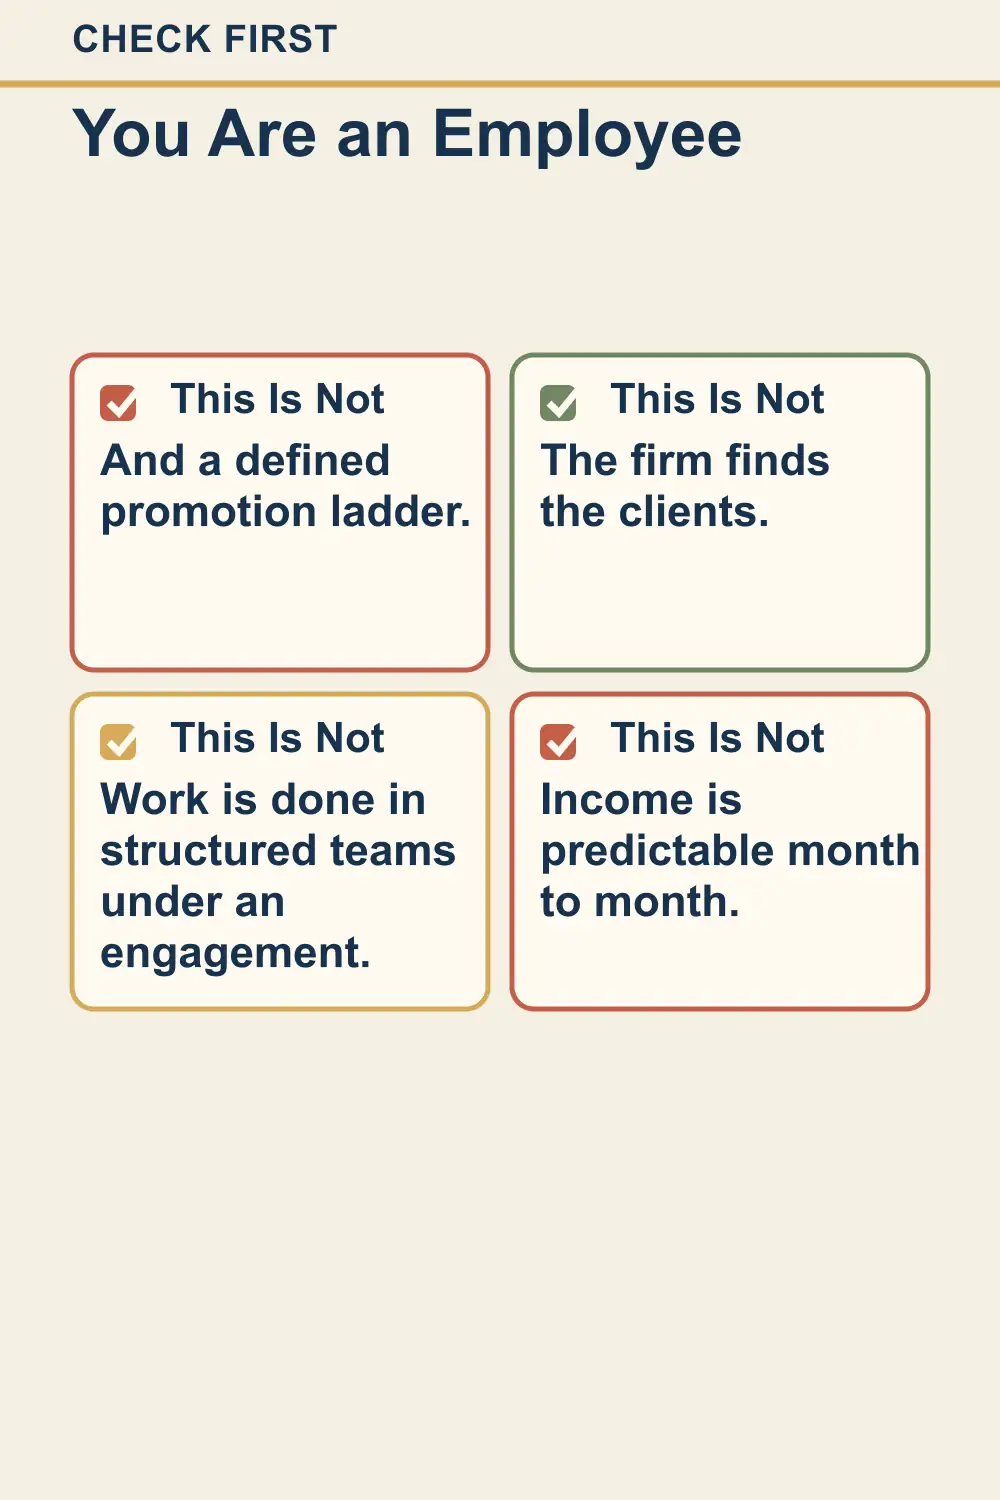 CHECK FIRST
You Are an Employee
This Is Not
And a defined
promotion ladder.
This Is Not
The firm finds
the clients.
This Is Not
Work is done in
structured teams
under an
engagement.
This Is Not
Income is
predictable month
to month.